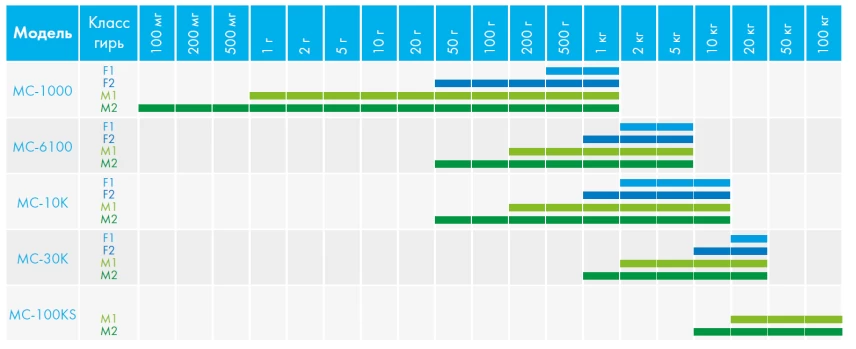 Модель
Класс
гирь
100 мг
200 мг
500 мг
1 г
2 г
5 г
10 г
20 г
50 г
100 г
200 г
500 г
1 кг
2 кг
5 кг
10 кг
20 кг
50 кг
100 кг
MC-1000
F1
F2
M1
M2
MC-6100
F1
F2
M1
M2
MC-10K
F1
F2
M1
M2
MC-30K
F1
F2
M1
M2
MC-100KS
M1
M2